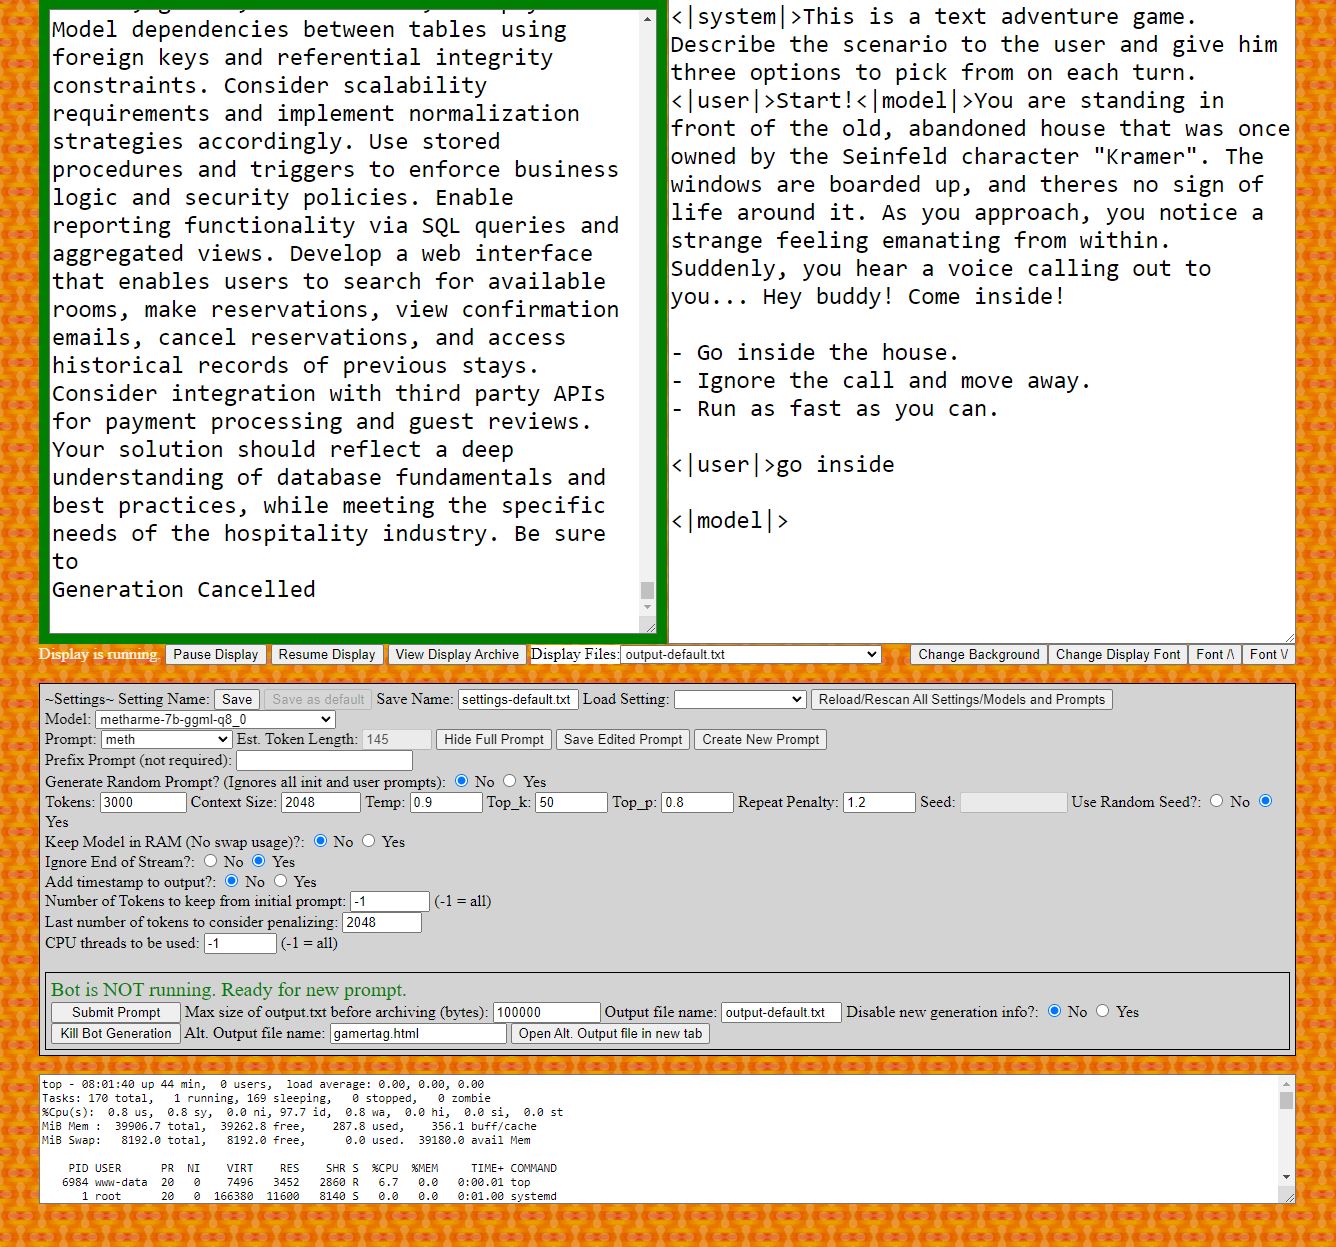 Model dependencies between tables using
foreign keys and referential integrity
constraints. Consider scalability
requirements and implement normalization
strategies accordingly. Use stored
procedures and triggers to enforce business
logic and security policies. Enable
reporting functionality via SQL queries and
aggregated views. Develop a web interface
that enables users to search for available
rooms, make reservations, view confirmation
emails, cancel reservations, and access
historical records of previous stays.
Consider integration with third party APIs
for payment processing and guest reviews.
Your solution should reflect a deep
understanding of database fundamentals and
best practices, while meeting the specific
needs of the hospitality industry. Be sure
to
Generation Cancelled
<|system|>This is a text adventure game.
Describe the scenario to the user and give him
three options to pick from on each turn.
<|user|>Start!<|model|>You are standing in
front of the old, abandoned house that was once
owned by the Seinfeld character "Kramer". The
windows are boarded up, and theres no sign of
life around it. As you approach, you notice a
strange feeling emanating from within.
Suddenly, you hear a voice calling out to
you... Hey buddy! Come inside!
- Go inside the house.
- Ignore the call and move away.
- Run as fast as you can.
<|user|>go inside
<|model|>
Display is running. Pause Display Resume Display View Display Archive Display Files: output-default.txt Change Background Change Display Font Font /\ Font \/
~Settings~ Setting Name: Save Save as default Save Name: settings-default.txt Load Setting: Reload/Rescan All Settings/Models and Prompts
Model: metharme-7b-ggml-q8_0
Prompt: meth Est. Token Length: 145 Hide Full Prompt Save Edited Prompt Create New Prompt
Prefix Prompt (not required):
Generate Random Prompt? (Ignores all init and user prompts): No Yes
Tokens: 3000 Context Size: 2048 Temp: 0.9 Top_k: 50 Top_p: 0.8 Repeat Penalty: 1.2 Seed: Use Random Seed?: No
Yes
Keep Model in RAM (No swap usage)?: No Yes
Ignore End of Stream?: No Yes
Add timestamp to output?: No Yes
Number of Tokens to keep from initial prompt: -1 (-1 = all)
Last number of tokens to consider penalizing: 2048
CPU threads to be used: -1 (-1 = all)
Bot is NOT running. Ready for new prompt.
Submit Prompt Max size of output.txt before archiving (bytes): 100000 Output file name: output-default.txt Disable new generation info?: No Yes
Kill Bot Generation Alt. Output file name: gamertag.html Open Alt. Output file in new tab
top - 08:01:40 up 44 min,  0 users,  load average: 0.00, 0.00, 0.00
Tasks: 170 total,   1 running, 169 sleeping,   0 stopped,   0 zombie
%Cpu(s):  0.8 us,  0.8 sy,  0.0 ni, 97.7 id,  0.8 wa,  0.0 hi,  0.0 si,  0.0 st
MiB Mem :  39906.7 total,  39262.8 free,    287.8 used,    356.1 buff/cache
MiB Swap:   8192.0 total,   8192.0 free,      0.0 used.  39180.0 avail Mem
PID USER      PR  NI    VIRT    RES    SHR S  %CPU  %MEM     TIME+ COMMAND
6984 www-data  20   0    7496   3452   2860 R   6.7   0.0   0:00.01 top
1 root      20   0  166380  11600   8140 S   0.0   0.0   0:01.00 systemd